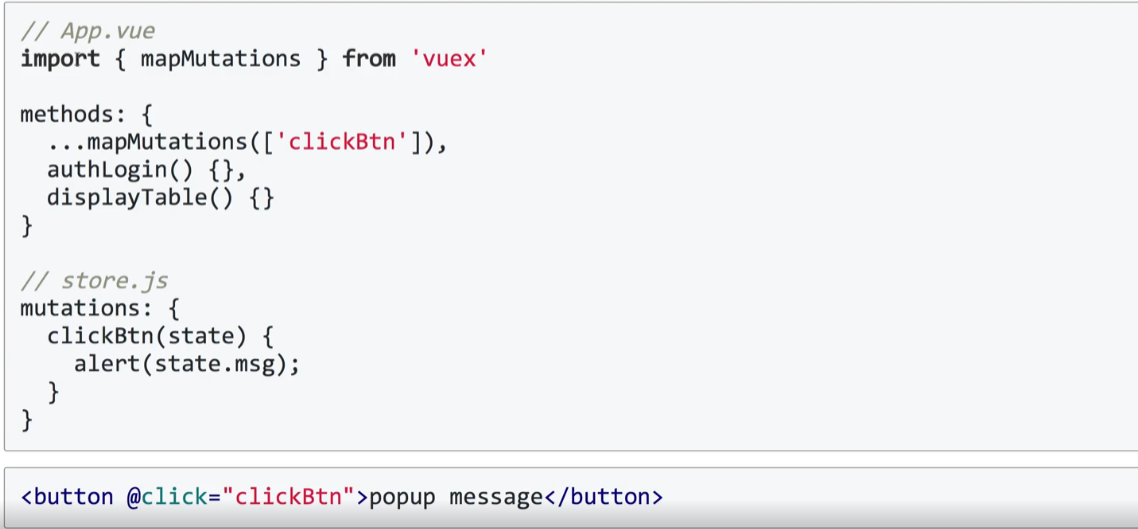 // App.vue
import { mapMutations } from 'vuex'
methods: {
  ...mapMutations(['clickBtn']),
  authLogin() {},
  displayTable() {}
}
// store.js
mutations: {
  clickBtn(state) {
    alert(state.msg);
  }
}
<button @click="clickBtn">popup message</button>